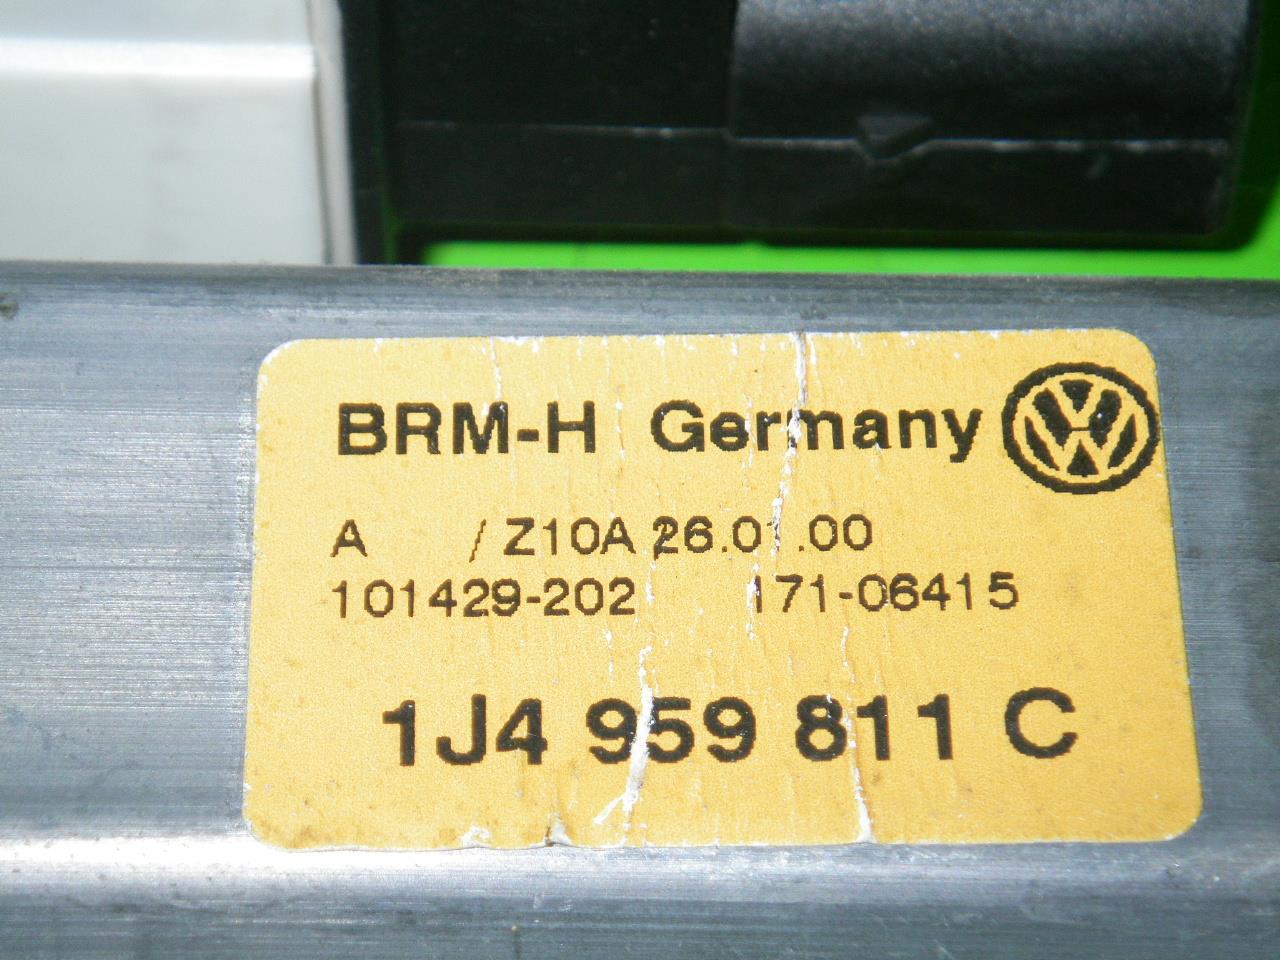 BRM-H Germany
A / Z10A 26.01.00
101429-202 171-06415
1J4 959 811 C